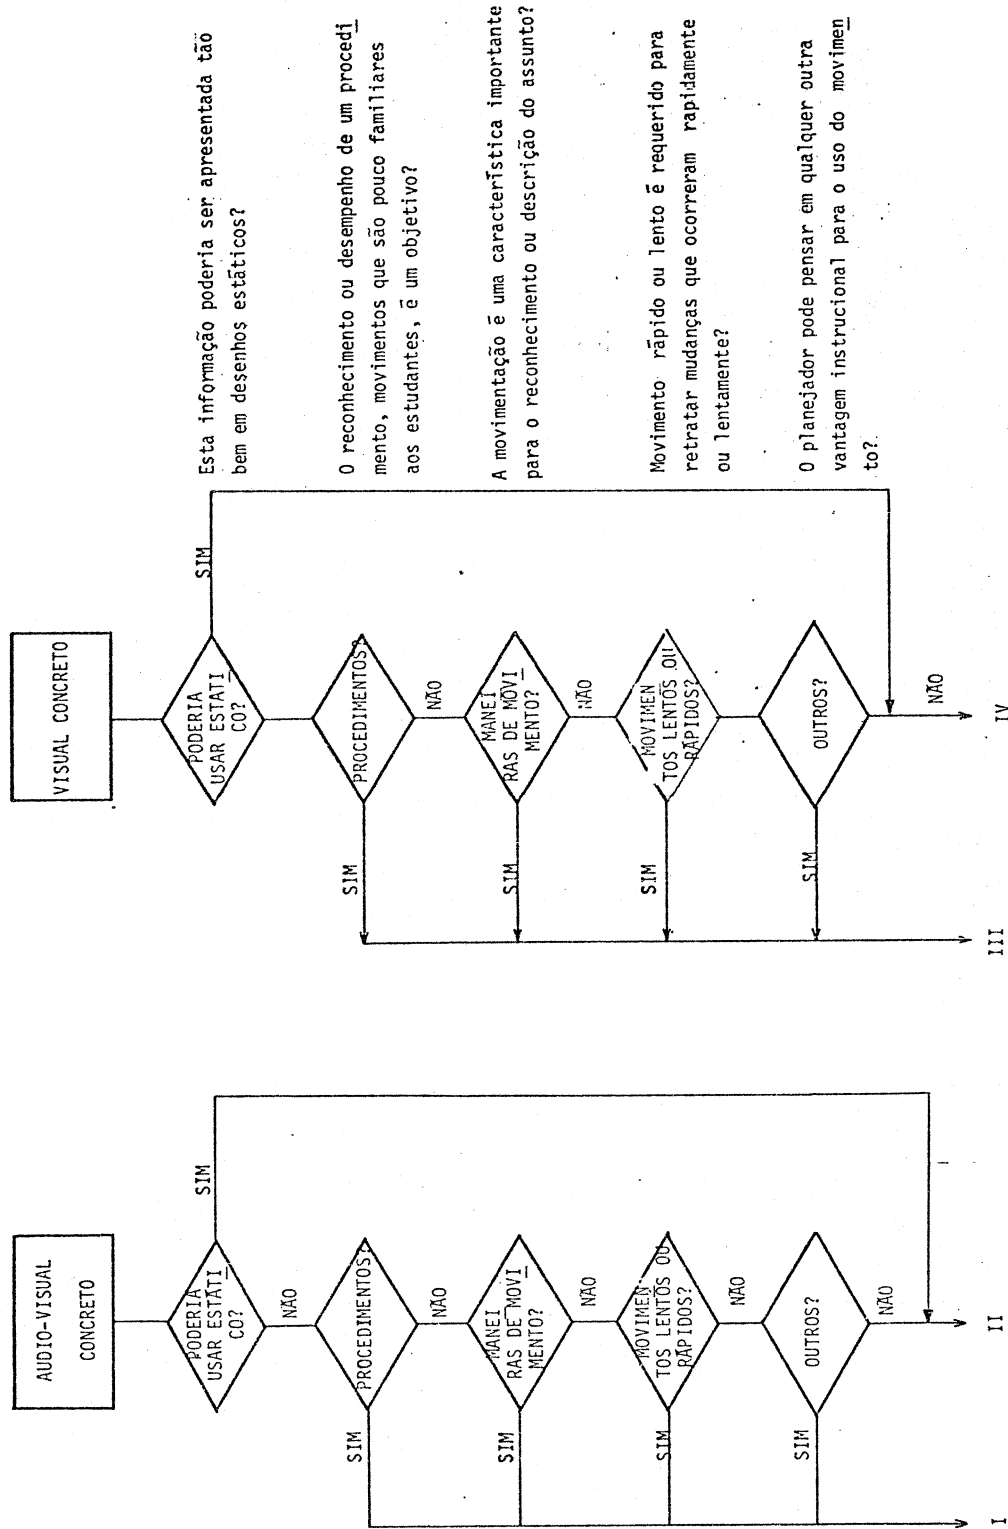 AUDIO-VISUAL
CONCRETO
PODERIA
USAR ESTÁTI
CO?
SIM
NÃO
PROCEDIMENTOS?
SIM
NÃO
MANEI
RAS DE MOVI
MENTO?
SIM
NÃO
MOVIMEN
TOS LENTOS OU
RÁPIDOS?
SIM
NÃO
OUTROS?
SIM
NÃO
I
II
VISUAL CONCRETO
PODERIA
USAR ESTATI
CO?
SIM
PROCEDIMENTOS?
SIM
NÃO
MANEI
RAS DE MOVI
MENTO?
SIM
NÃO
MOVIMEN
TOS LENTOS OU
RÁPIDOS?
SIM
OUTROS?
SIM
NÃO
III
IV
Esta informação poderia ser apresentada tão
bem em desenhos estáticos?
O reconhecimento ou desempenho de um procedi
mento, movimentos que são pouco familiares
aos estudantes, é um objetivo?
A movimentação é uma característica importante
para o reconhecimento ou descrição do assunto?
Movimento rápido ou lento é requerido para
retratar mudanças que ocorreram rapidamente
ou lentamente?
O planejador pode pensar em qualquer outra
vantagem instrucional para o uso do movimen
to?